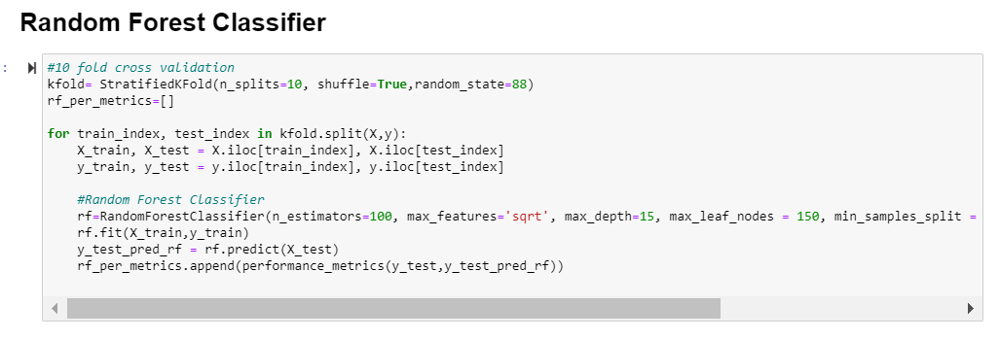 Random Forest Classifier
:
#10 fold cross validation
kfold= StratifiedKFold(n_splits=10, shuffle=True,random_state=88)
rf_per_metrics=[]
for train_index, test_index in kfold.split(X,y):
X_train, X_test = X.iloc[train_index], X.iloc[test_index]
y_train, y_test = y.iloc[train_index], y.iloc[test_index]
#Random Forest Classifier
rf=RandomForestClassifier(n_estimators=100, max_features='sqrt', max_depth=15, max_leaf_nodes = 150, min_samples_split =
rf.fit(X_train,y_train)
y_test_pred_rf = rf.predict(X_test)
rf_per_metrics.append(performance_metrics(y_test,y_test_pred_rf))